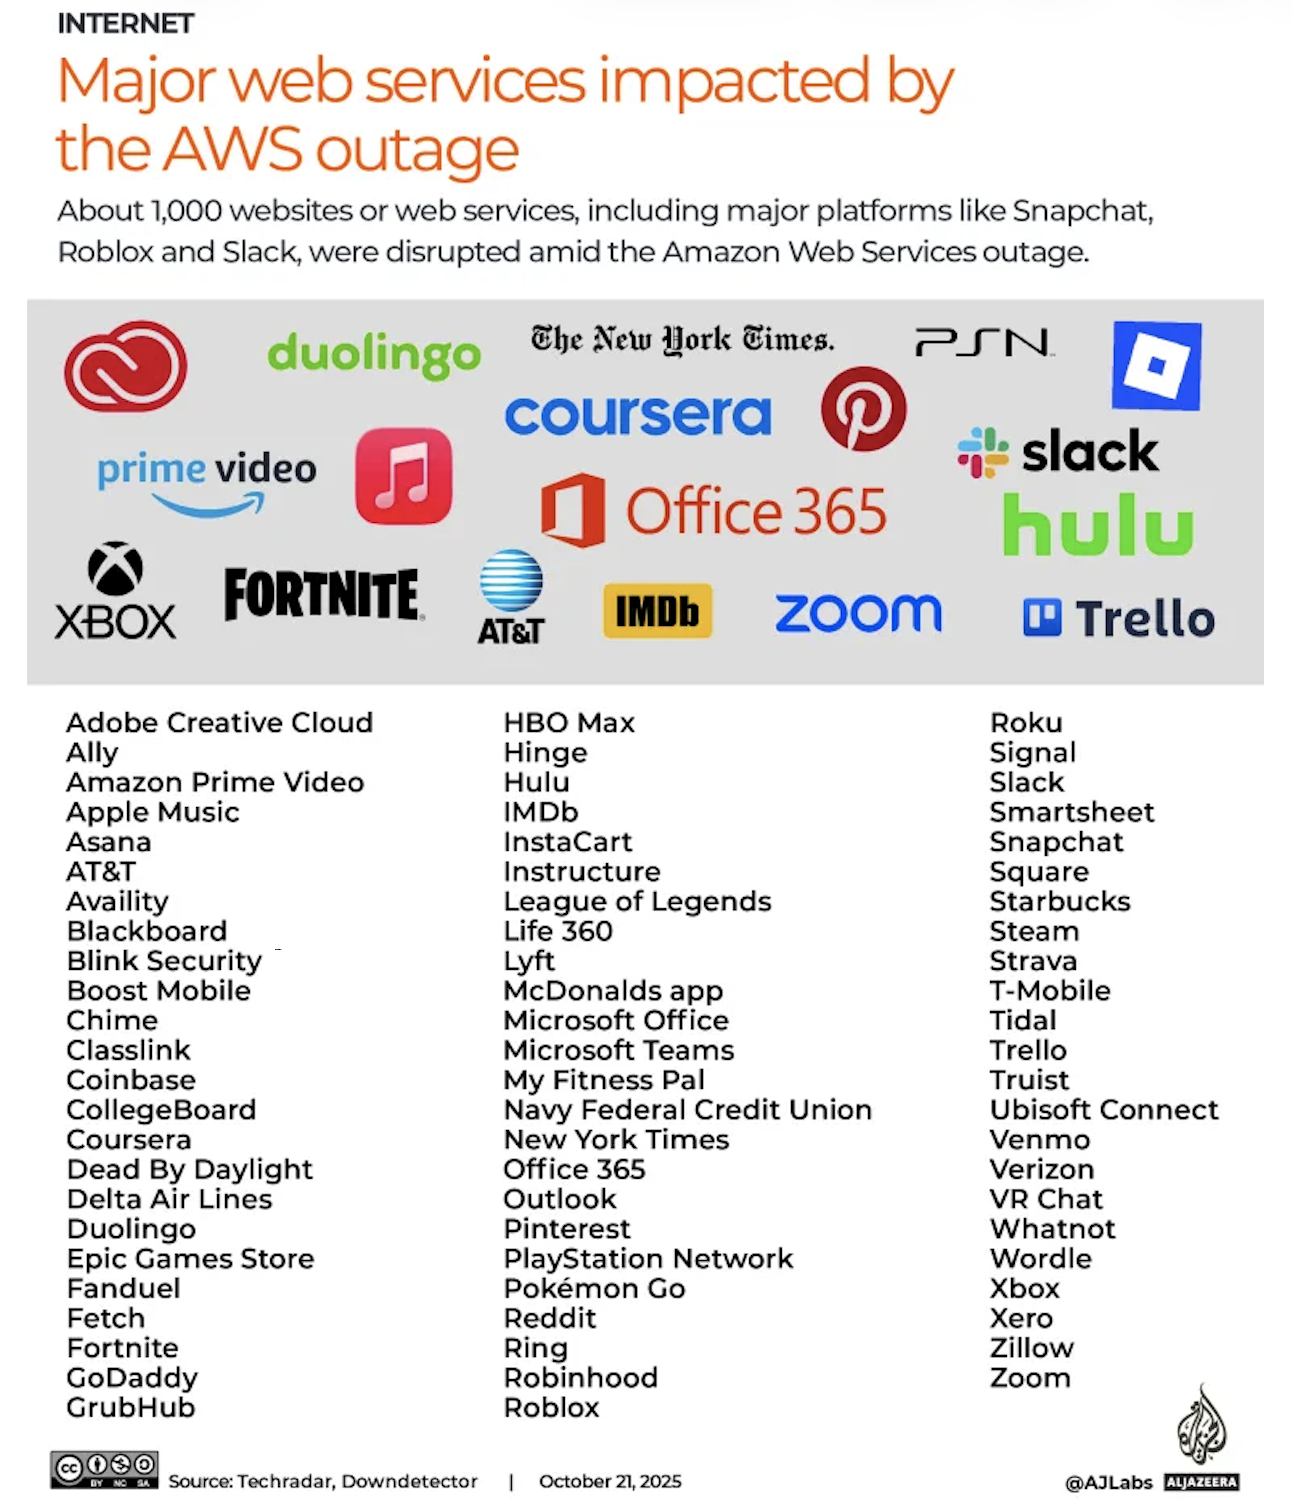 INTERNET
Major web services impacted by
the AWS outage
About 1,000 websites or web services, including major platforms like Snapchat,
Roblox and Slack, were disrupted amid the Amazon Web Services outage.
duolingo
The New York Times.
PSN
coursera
prime video
slack
Office 365
hulu
XBOX
FORTNITE
AT&T
IMDb
zoom
Trello
Adobe Creative Cloud
Ally
Amazon Prime Video
Apple Music
Asana
AT&T
Availity
Blackboard
Blink Security
Boost Mobile
Chime
Classlink
Coinbase
CollegeBoard
Coursera
Dead By Daylight
Delta Air Lines
Duolingo
Epic Games Store
Fanduel
Fetch
Fortnite
GoDaddy
GrubHub
HBO Max
Hinge
Hulu
IMDb
InstaCart
Instructure
League of Legends
Life 360
Lyft
McDonalds app
Microsoft Office
Microsoft Teams
My Fitness Pal
Navy Federal Credit Union
New York Times
Office 365
Outlook
Pinterest
PlayStation Network
Pokémon Go
Reddit
Ring
Robinhood
Roblox
Roku
Signal
Slack
Smartsheet
Snapchat
Square
Starbucks
Steam
Strava
T-Mobile
Tidal
Trello
Truist
Ubisoft Connect
Venmo
Verizon
VR Chat
Whatnot
Wordle
Xbox
Xero
Zillow
Zoom
cc BY NC SA
Source: Techradar, Downdetector | October 21, 2025
@AJLabs ALJAZEERA